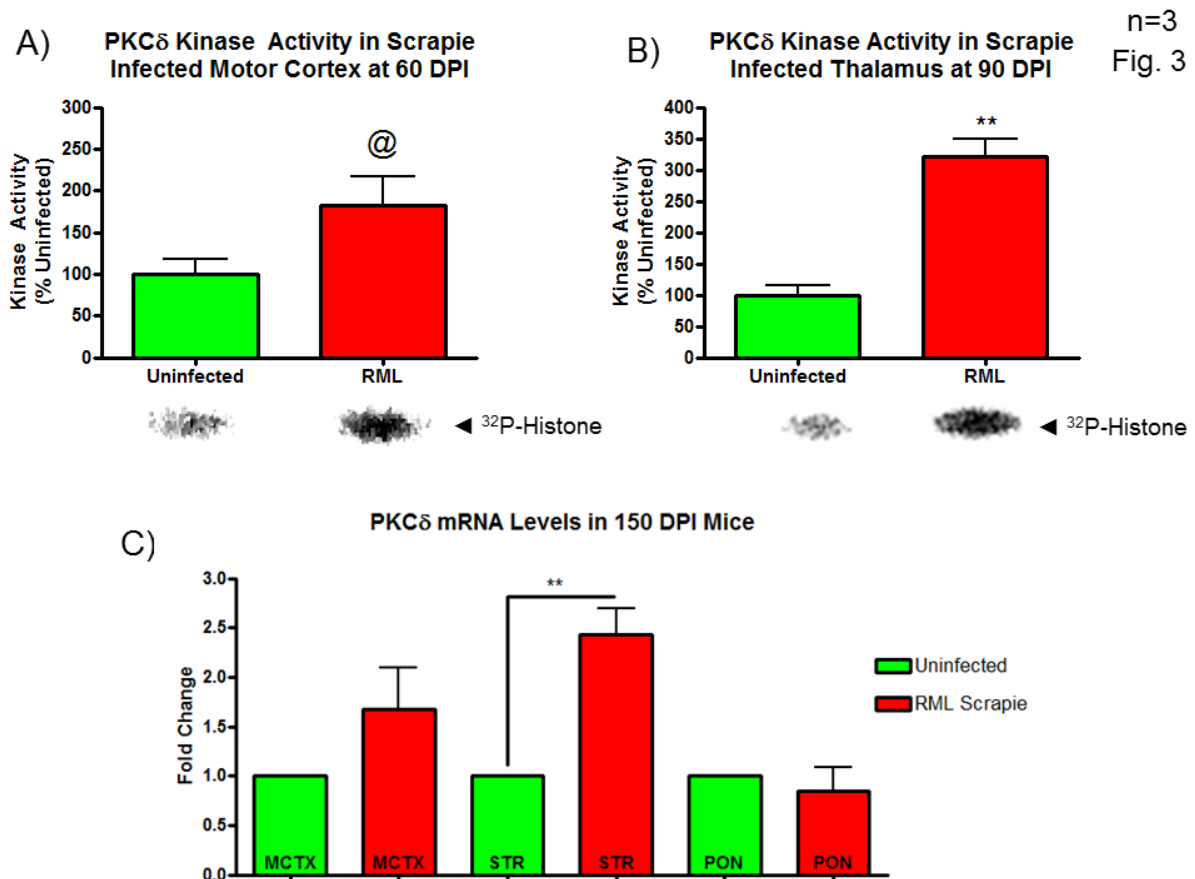 n=3
Fig. 3
A)
PKCδ Kinase Activity in Scrapie
Infected Motor Cortex at 60 DPI
Kinase Activity
(% Uninfected)
300
250
200
150
100
50
0
@
Uninfected
RML
◄ ³²P-Histone
B)
PKCδ Kinase Activity in Scrapie
Infected Thalamus at 90 DPI
Kinase Activity
(% Uninfected)
400
350
300
250
200
150
100
50
0
**
Uninfected
RML
◄ ³²P-Histone
C)
PKCδ mRNA Levels in 150 DPI Mice
Fold Change
3.0
2.5
2.0
1.5
1.0
0.5
0.0
**
MCTX
MCTX
STR
STR
PON
PON
Uninfected
RML Scrapie